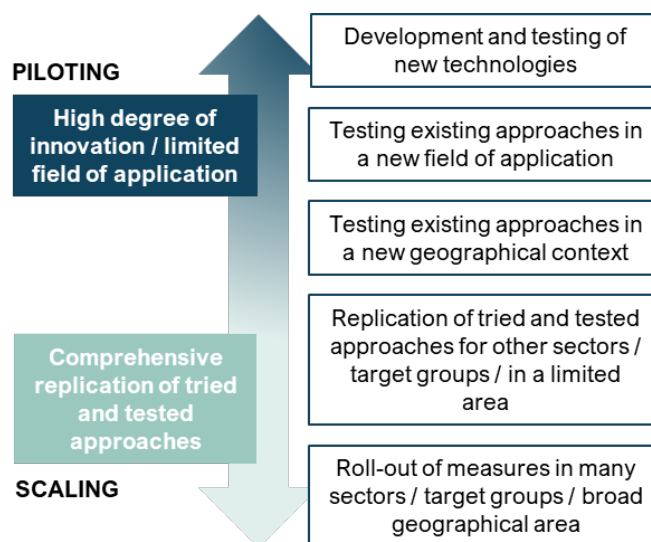 PILOTING
High degree of
innovation / limited
field of application
Comprehensive
replication of tried
and tested
approaches
SCALING
Development and testing of
new technologies
Testing existing approaches in
a new field of application
Testing existing approaches in
a new geographical context
Replication of tried and tested
approaches for other sectors /
target groups / in a limited
area
Roll-out of measures in many
sectors / target groups / broad
geographical area